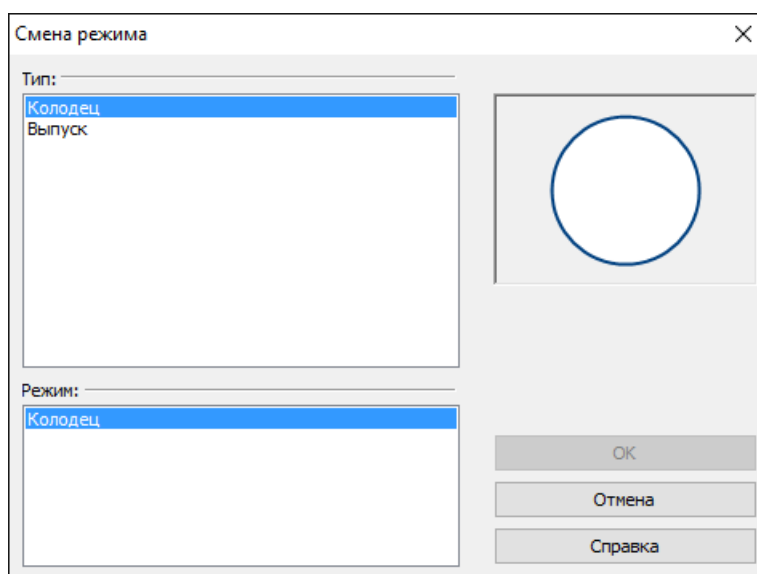 Смена режима
Тип:
Колодец
Выпуск
Режим:
Колодец
OK
Отмена
Справка